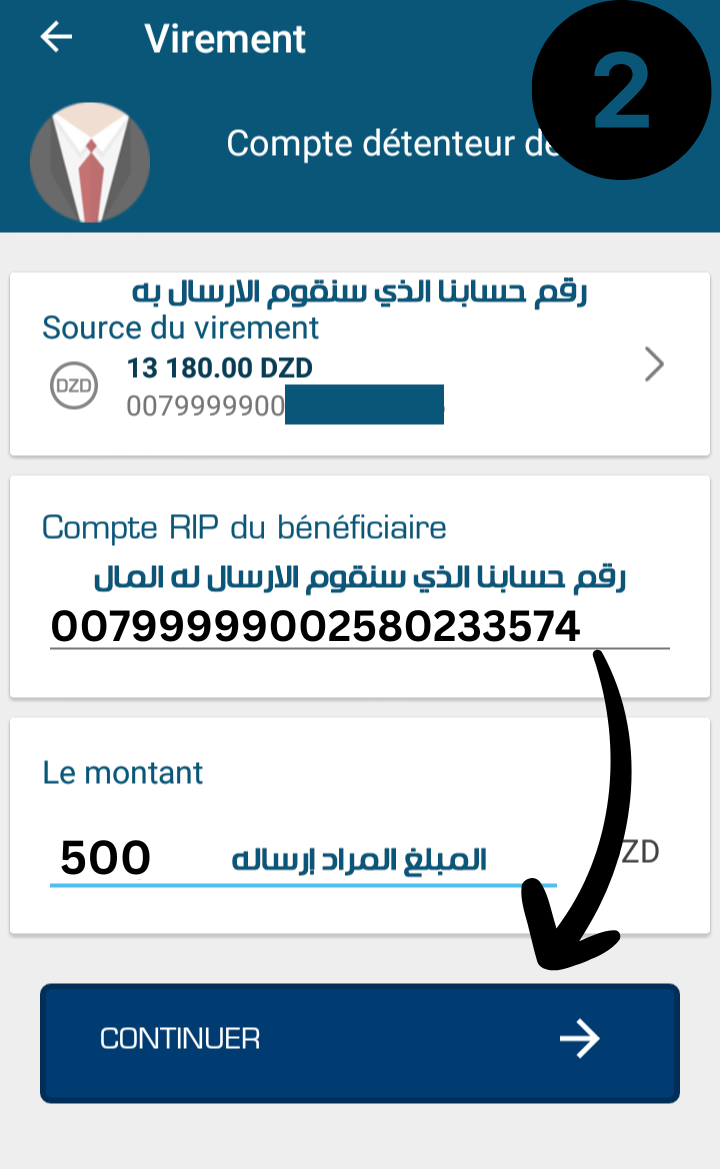 Virement
2
Compte détenteur
رقم حسابنا الذي سنقوم الارسال به
Source du virement
13 180.00 DZD
DZD
0079999900
Compte RIP du bénéficiaire
رقم حسابنا الذي سنقوم الارسال له المال
00799999002580233574
Le montant
500 المبلغ المراد إرساله ZD
CONTINUER